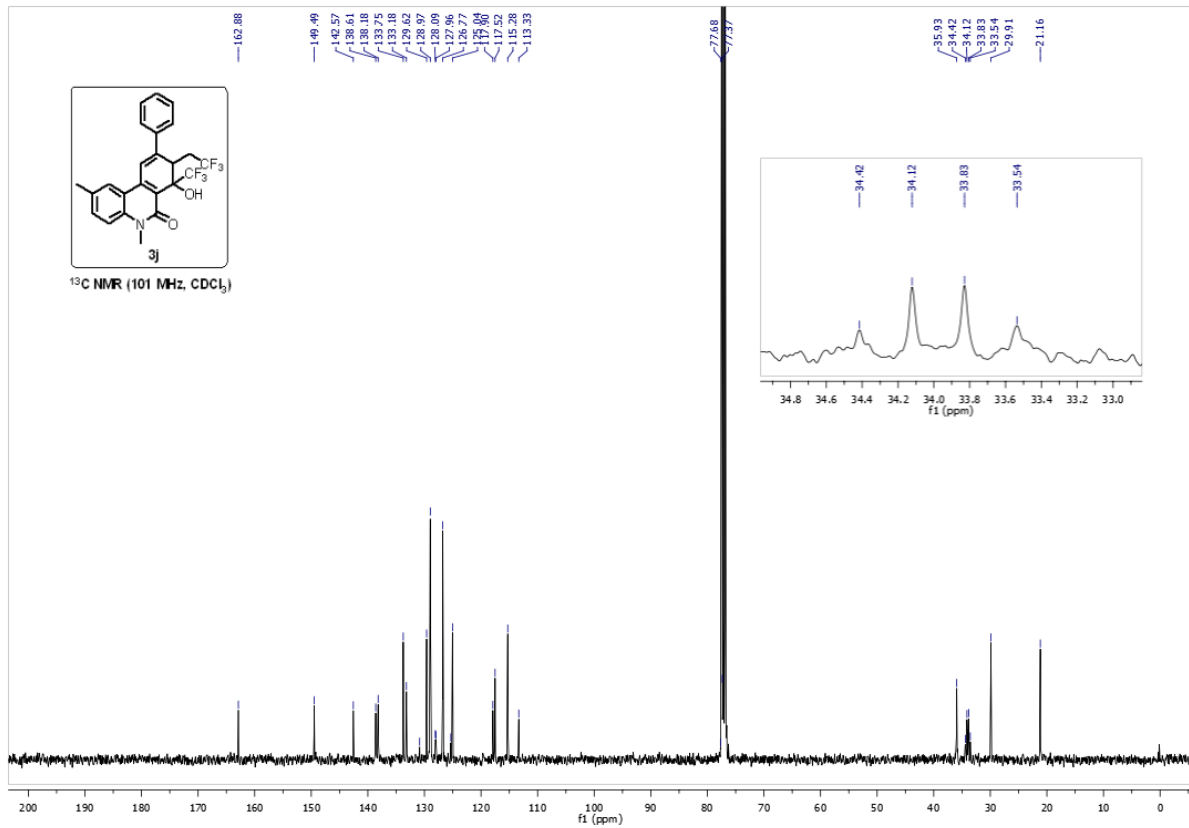 162.88
149.49
142.57
138.61
138.18
133.75
133.18
129.62
128.97
128.09
127.96
126.77
125.04
117.90
117.52
115.28
113.33
77.68
77.37
35.93
34.42
34.12
33.83
33.54
29.91
21.16
CF3
CF3
OH
N
O
3j
13C NMR (101 MHz, CDCl3)
34.42
34.12
33.83
33.54
34.8 34.6 34.4 34.2 34.0 33.8 33.6 33.4 33.2 33.0
f1 (ppm)
200 190 180 170 160 150 140 130 120 110 100 90 80 70 60 50 40 30 20 10 0
f1 (ppm)